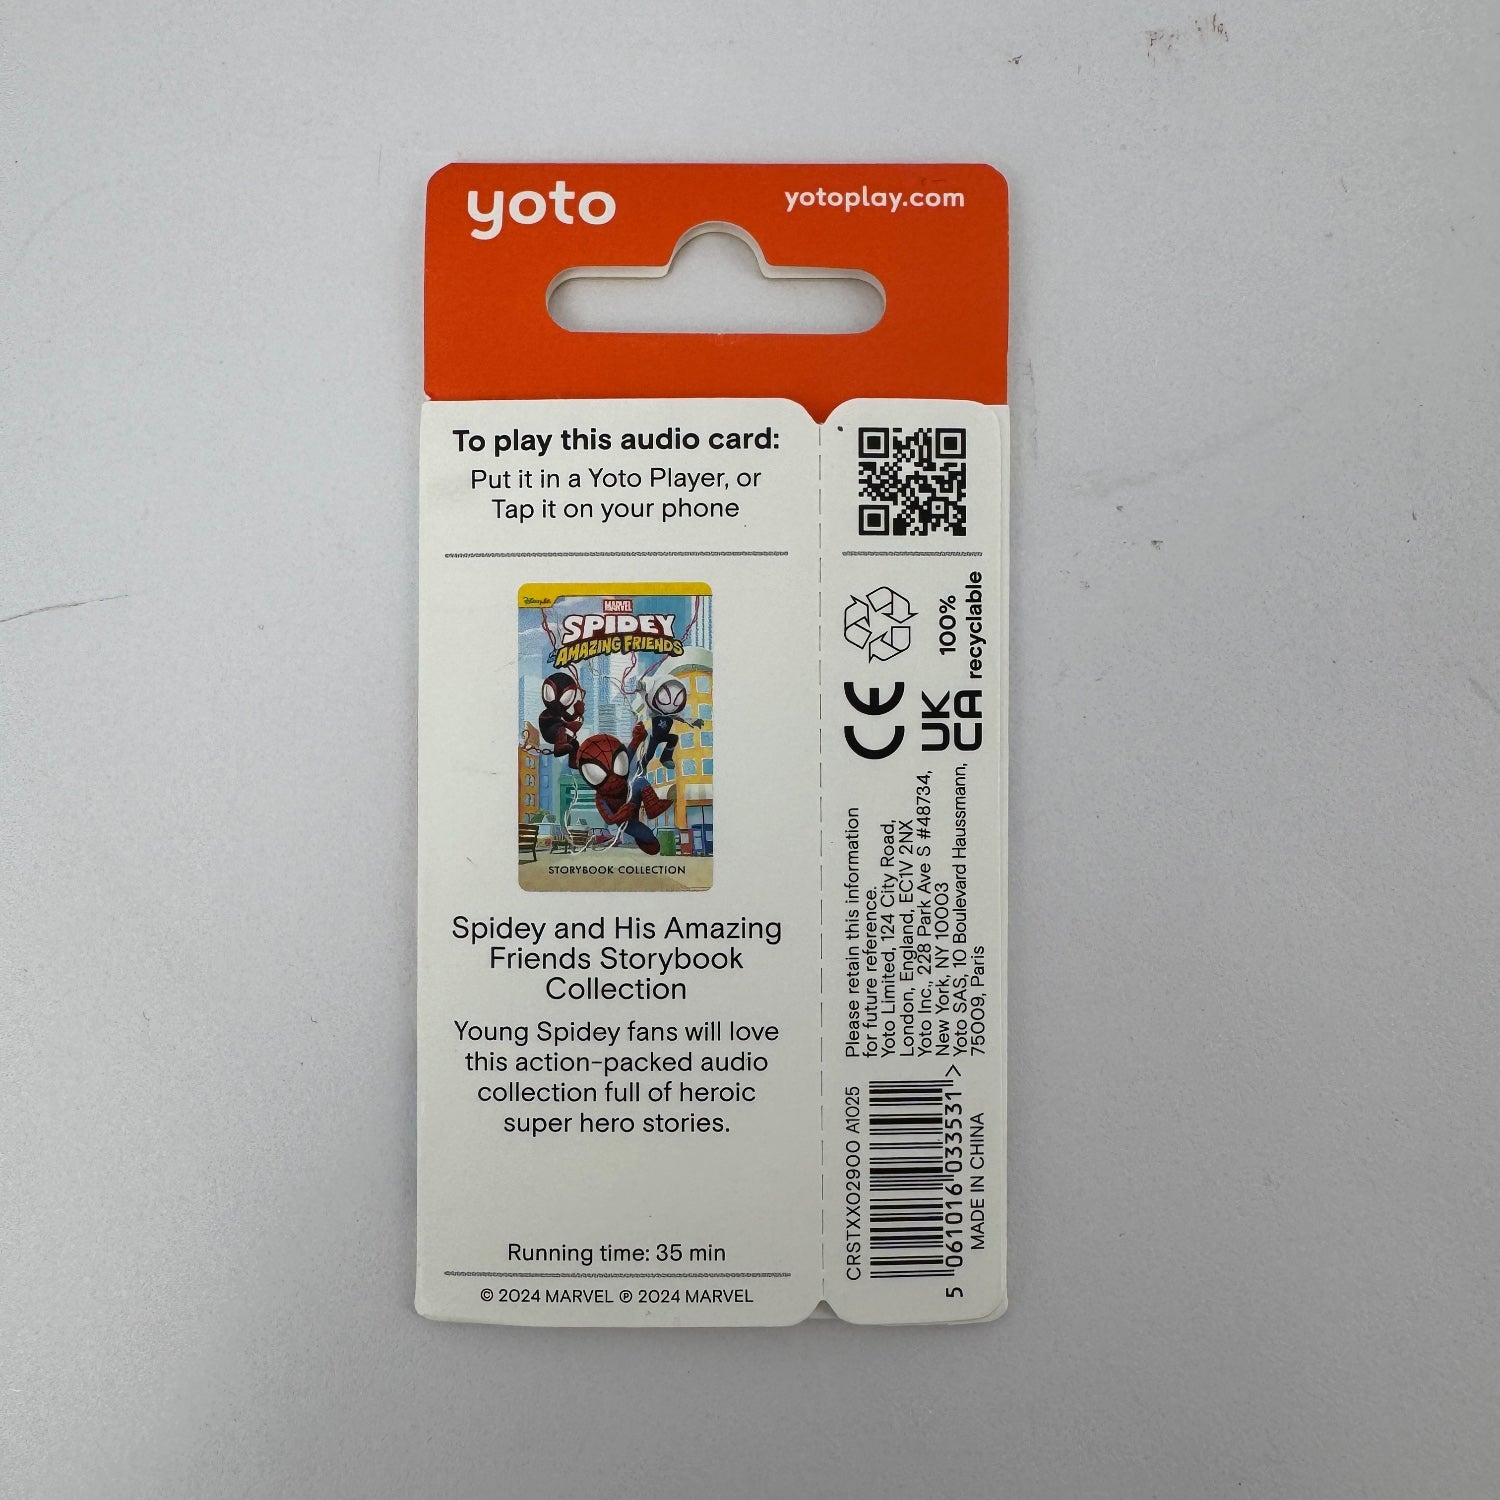 yoto
yotoplay.com
To play this audio card:
Put it in a Yoto Player, or
Tap it on your phone
MARVEL
SPIDEY
AMAZING FRIENDS
STORYBOOK COLLECTION
Spidey and His Amazing
Friends Storybook
Collection
Young Spidey fans will love
this action-packed audio
collection full of heroic
super hero stories.
Running time: 35 min
© 2024 MARVEL ℗ 2024 MARVEL
100%
recyclable
CE
UK
CA
Please retain this information
for future reference.
Yoto Limited, 124 City Road,
London, England, EC1V 2NX
Yoto Inc., 228 Park Ave S #48734,
New York, NY 10003
Yoto SAS, 10 Boulevard Haussmann,
75009, Paris
CRSTXX02900 A1025
5 061016 033531 >
MADE IN CHINA